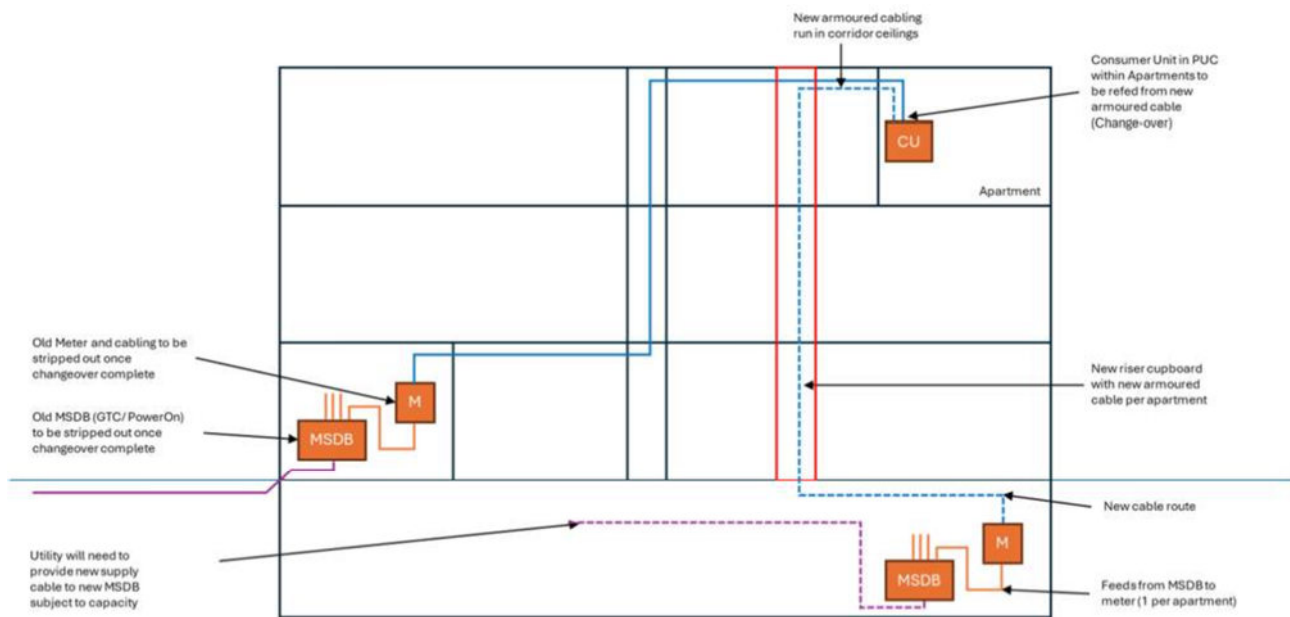 New armoured cabling
run in corridor ceilings
Consumer Unit in PUC
within Apartments to
be refed from new
armoured cable
(Change-over)
CU
Apartment
Old Meter and cabling to be
stripped out once
changeover complete
M
Old MSDB (GTC/ PowerOn)
to be stripped out once
changeover complete
MSDB
New riser cupboard
with new armoured
cable per apartment
New cable route
M
Utility will need to
provide new supply
cable to new MSDB
subject to capacity
MSDB
Feeds from MSDB to
meter (1 per apartment)